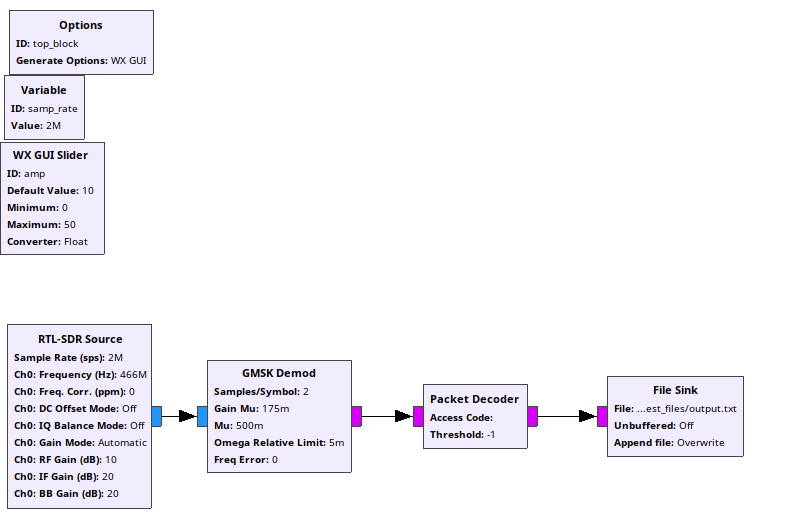 Options
ID: top_block
Generate Options: WX GUI
Variable
ID: samp_rate
Value: 2M
WX GUI Slider
ID: amp
Default Value: 10
Minimum: 0
Maximum: 50
Converter: Float
RTL-SDR Source
Sample Rate (sps): 2M
Ch0: Frequency (Hz): 466M
Ch0: Freq. Corr. (ppm): 0
Ch0: DC Offset Mode: Off
Ch0: IQ Balance Mode: Off
Ch0: Gain Mode: Automatic
Ch0: RF Gain (dB): 10
Ch0: IF Gain (dB): 20
Ch0: BB Gain (dB): 20
GMSK Demod
Samples/Symbol: 2
Gain Mu: 175m
Mu: 500m
Omega Relative Limit: 5m
Freq Error: 0
Packet Decoder
Access Code:
Threshold: -1
File Sink
File: ...est_files/output.txt
Unbuffered: Off
Append file: Overwrite